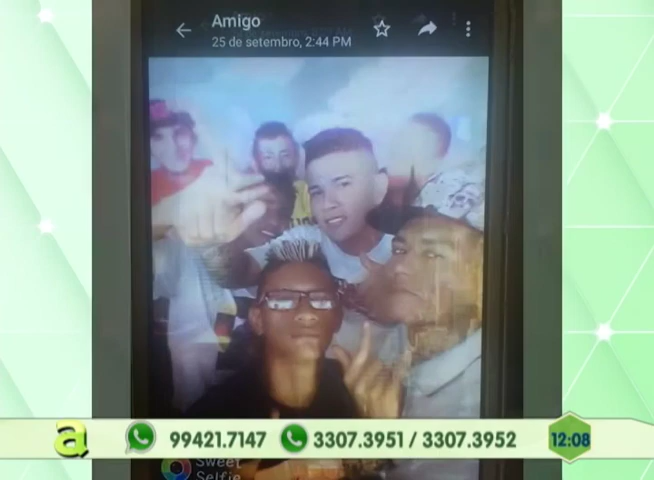 Amigo
25 de setembro, 2:44 PM
a 99421.7147 3307.3951 / 3307.3952 12:08
Sweet
Selfie